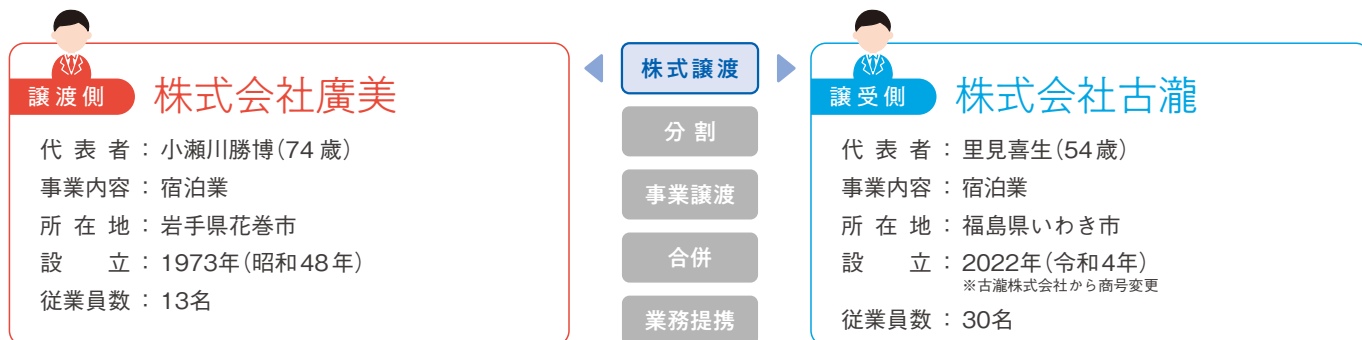 譲渡側 株式会社廣美
代表者：小瀬川勝博（74歳）
事業内容：宿泊業
所在地：岩手県花巻市
設立：1973年（昭和48年）
従業員数：13名
株式譲渡
分割
事業譲渡
合併
業務提携
譲受側 株式会社古瀧
代表者：里見喜生（54歳）
事業内容：宿泊業
所在地：福島県いわき市
設立：2022年（令和4年）
※古瀧株式会社から商号変更
従業員数：30名